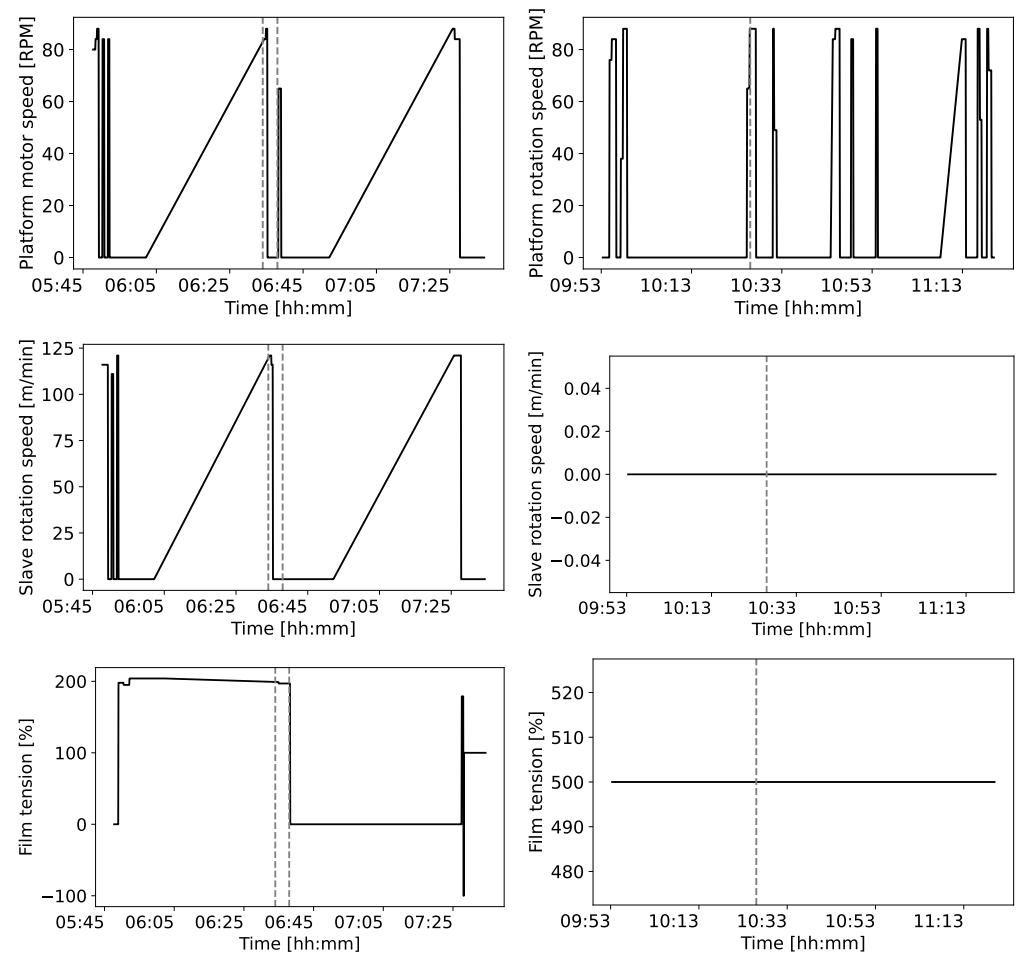 Platform motor speed [RPM]
80
60
40
20
0
05:45 06:05 06:25 06:45 07:05 07:25
Time [hh:mm]
Platform rotation speed [RPM]
80
60
40
20
0
09:53 10:13 10:33 10:53 11:13
Time [hh:mm]
Slave rotation speed [m/min]
125
100
75
50
25
0
05:45 06:05 06:25 06:45 07:05 07:25
Time [hh:mm]
Slave rotation speed [m/min]
0.04
0.02
0.00
−0.02
−0.04
09:53 10:13 10:33 10:53 11:13
Time [hh:mm]
Film tension [%]
200
100
0
−100
05:45 06:05 06:25 06:45 07:05 07:25
Time [hh:mm]
Film tension [%]
520
510
500
490
480
09:53 10:13 10:33 10:53 11:13
Time [hh:mm]